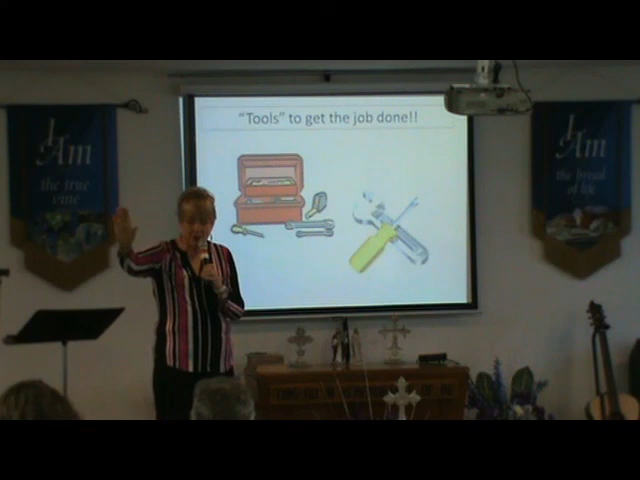 "Tools" to get the job done!!
I
Am
the true
vine
I
Am
the bread
of life